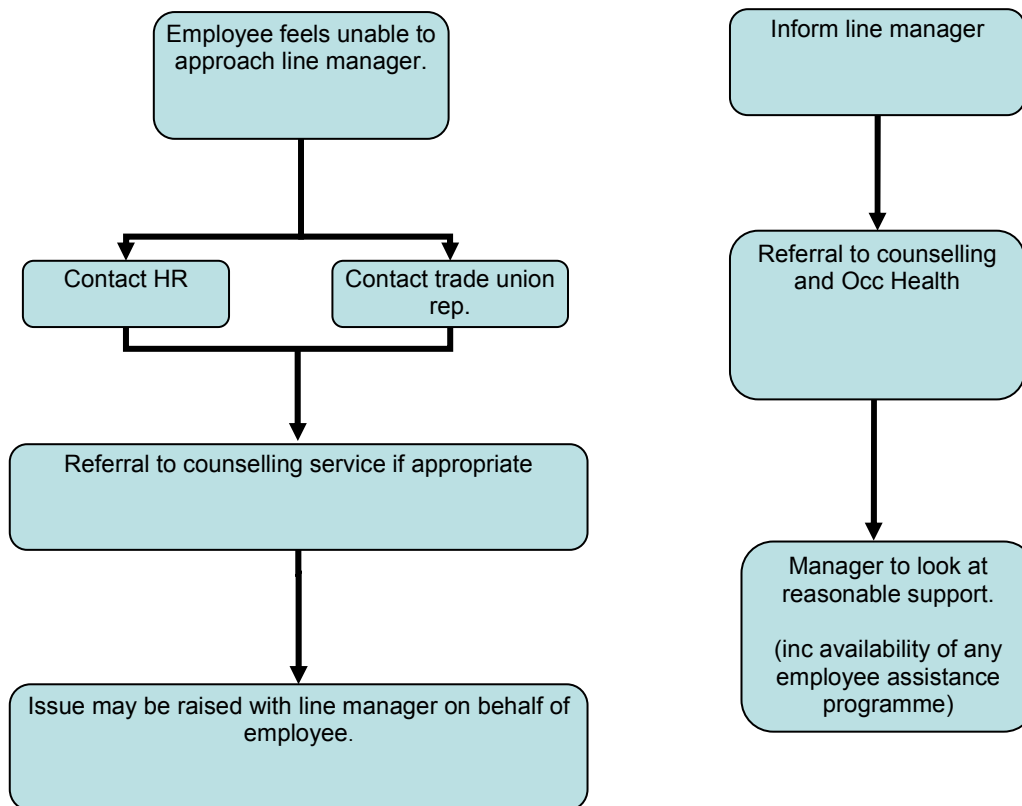 Employee feels unable to
approach line manager.
Contact HR
Contact trade union
rep.
Referral to counselling service if appropriate
Issue may be raised with line manager on behalf of
employee.
Inform line manager
Referral to counselling
and Occ Health
Manager to look at
reasonable support.
(inc availability of any
employee assistance
programme)